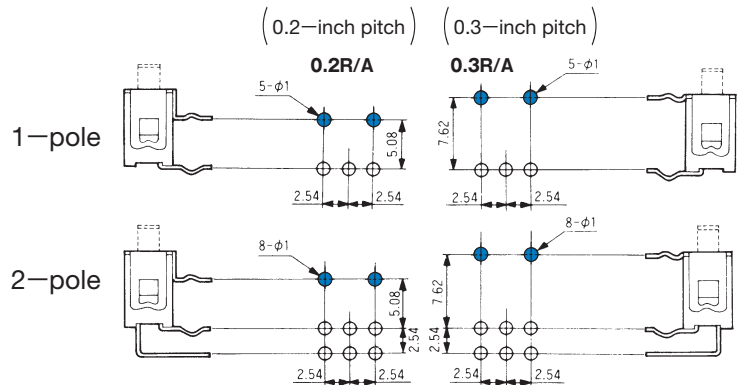 (0.2−inch pitch) (0.3−inch pitch)
0.2R/A 0.3R/A
5-φ1 5-φ1
1−pole
5.08 7.62
2.54 2.54 2.54 2.54
8-φ1 8-φ1
2−pole
5.08 7.62
2.54 2.54
2.54 2.54 2.54 2.54